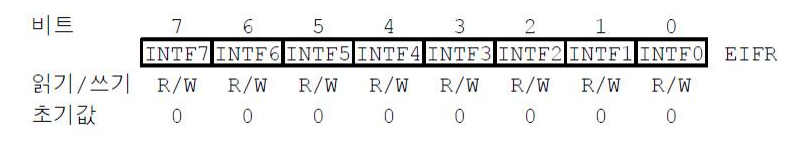 비트 7 6 5 4 3 2 1 0
INTF7 INTF6 INTF5 INTF4 INTF3 INTF2 INTF1 INTF0 EIFR
읽기/쓰기 R/W R/W R/W R/W R/W R/W R/W R/W
초기값 0 0 0 0 0 0 0 0